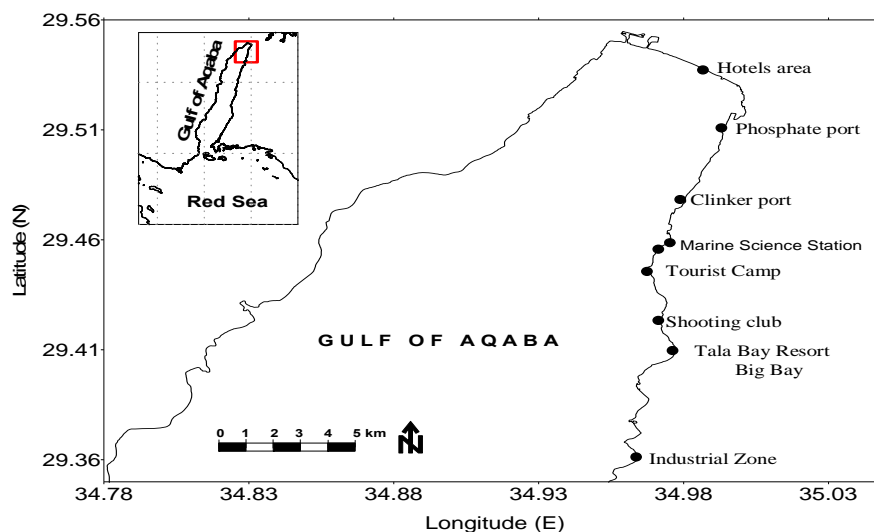 29.56
29.51
29.46
29.41
29.36
Latitude (N)
Gulf of Aqaba
Red Sea
Hotels area
Phosphate port
Clinker port
Marine Science Station
Tourist Camp
Shooting club
Tala Bay Resort
Big Bay
Industrial Zone
GULF OF AQABA
0 1 2 3 4 5 km
N
34.78 34.83 34.88 34.93 34.98 35.03
Longitude (E)